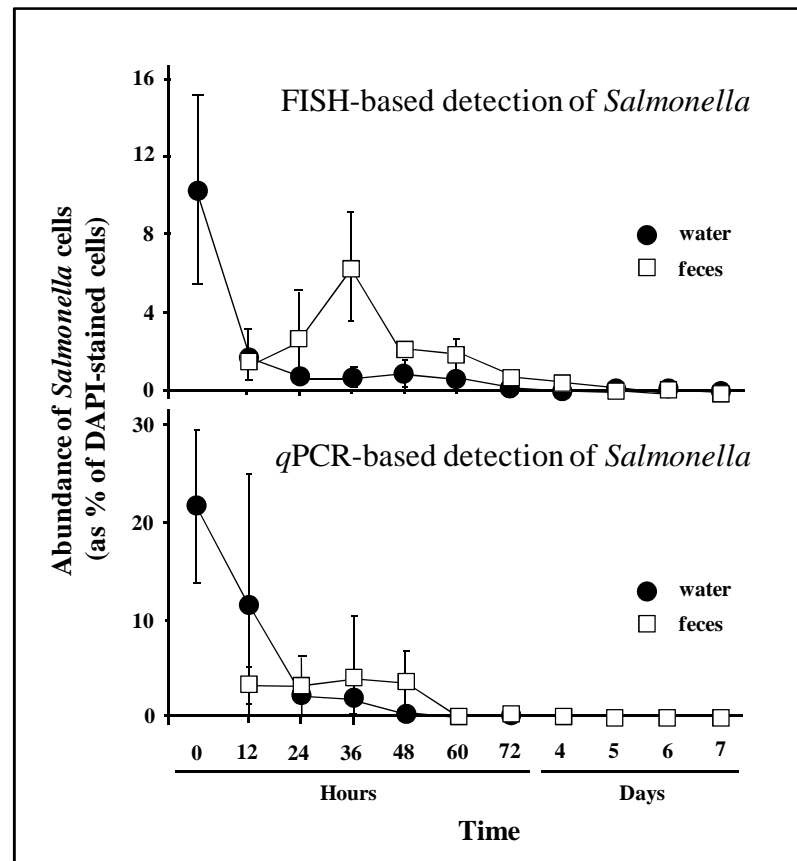 Abundance of Salmonella cells
(as % of DAPI-stained cells)
16
12
8
4
0
FISH-based detection of Salmonella
water
feces
30
20
10
0
qPCR-based detection of Salmonella
water
feces
0 12 24 36 48 60 72 4 5 6 7
Hours Days
Time